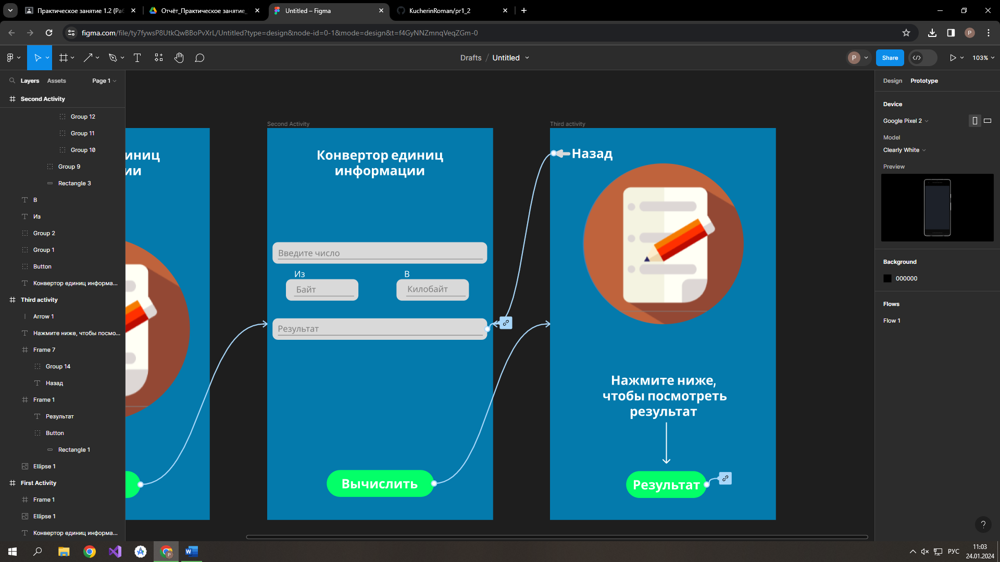 Практическое занятие 1.2 (Раб
Отчёт_Практическое занятие_
Untitled – Figma
KucherinRoman/pr1_2
figma.com/file/ty7fywsP8UtkQwBBoPvXrL/Untitled?type=design&node-id=0-1&mode=design&t=f4GyNNZmnqVeqZGm-0
P
Drafts / Untitled
P
Share
103%
Layers
Assets
Page 1
Second Activity
Group 12
Group 11
Group 10
Group 9
Rectangle 3
В
Из
Group 2
Group 1
Button
Конвертор единиц информа...
Third activity
Arrow 1
Нажмите ниже, чтобы посмо...
Frame 7
Group 14
Назад
Frame 1
Результат
Button
Rectangle 1
Ellipse 1
First Activity
Frame 1
Ellipse 1
Конвертор единиц информа...
иниц
ии
Second Activity
Конвертор единиц
информации
Введите число
Из
В
Байт
Килобайт
Результат
Вычислить
Third activity
Назад
Нажмите ниже,
чтобы посмотреть
результат
Результат
Design
Prototype
Device
Google Pixel 2
Model
Clearly White
Preview
Background
000000
Flows
Flow 1
?
РУС
11:03
24.01.2024